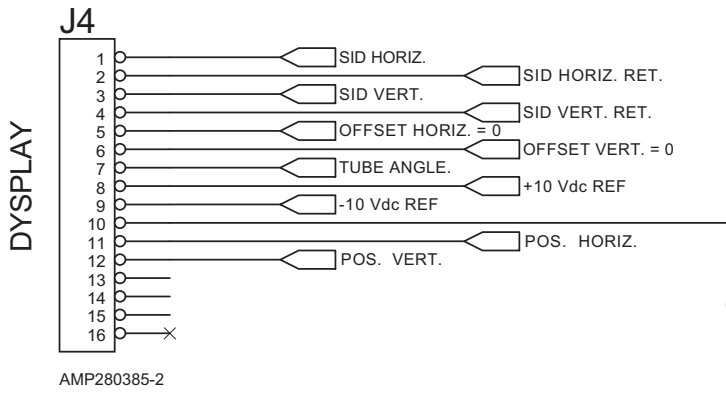 J4
DYSPLAY
1 SID HORIZ.
2 SID HORIZ. RET.
3 SID VERT.
4 SID VERT. RET.
5 OFFSET HORIZ. = 0
6 OFFSET VERT. = 0
7 TUBE ANGLE.
8 +10 Vdc REF
9 -10 Vdc REF
10
11 POS. HORIZ.
12 POS. VERT.
13
14
15
16
AMP280385-2